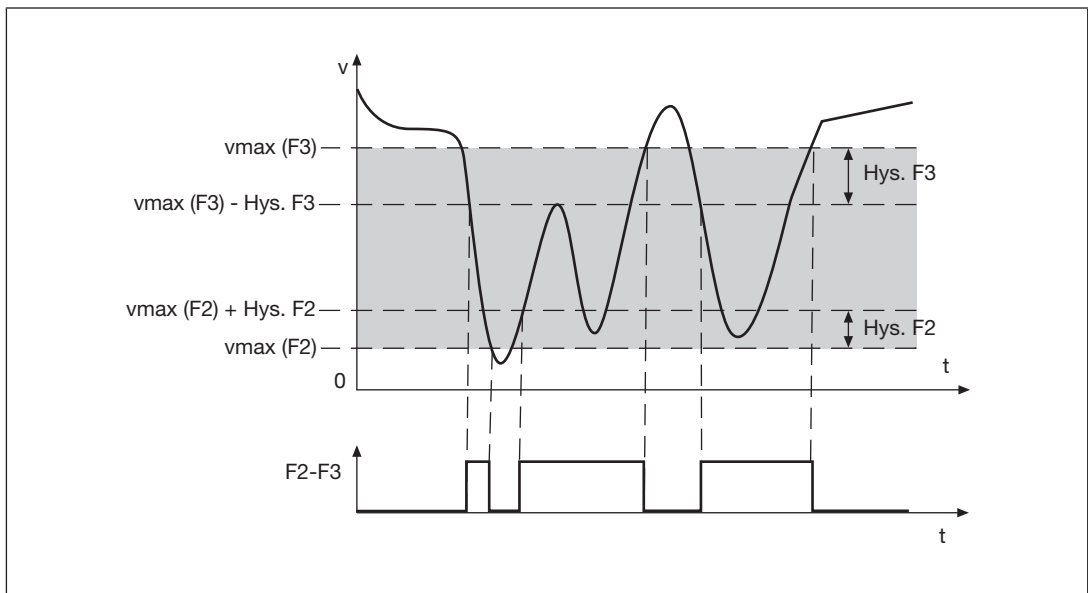 v
vmax (F3)
Hys. F3
vmax (F3) - Hys. F3
vmax (F2) + Hys. F2
Hys. F2
vmax (F2)
t
0
F2-F3
t